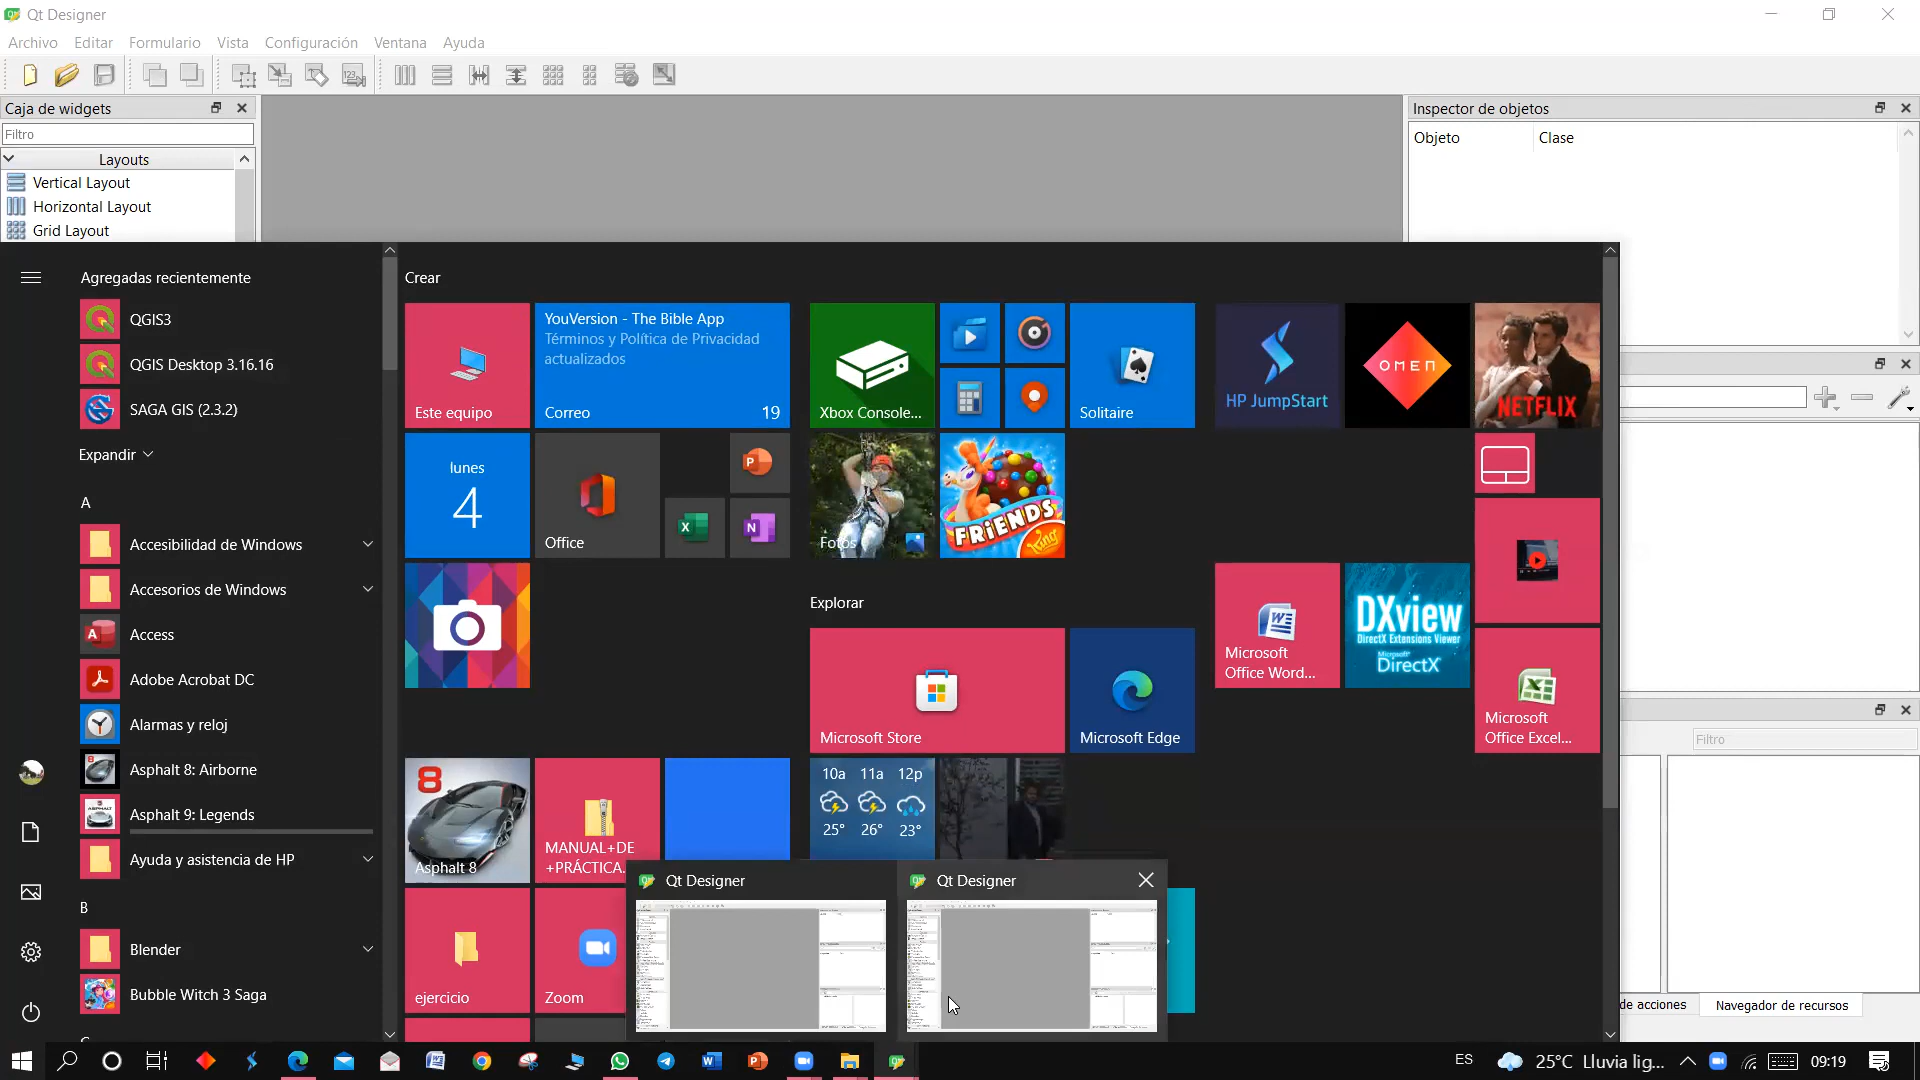 Qt Designer
Archivo Editar Formulario Vista Configuración Ventana Ayuda
Caja de widgets
Filtro
Layouts
Vertical Layout
Horizontal Layout
Grid Layout
Inspector de objetos
Objeto Clase
Agregadas recientemente
QGIS3
QGIS Desktop 3.16.16
SAGA GIS (2.3.2)
Expandir
A
Accesibilidad de Windows
Accesorios de Windows
Access
Adobe Acrobat DC
Alarmas y reloj
Asphalt 8: Airborne
Asphalt 9: Legends
Ayuda y asistencia de HP
B
Blender
Bubble Witch 3 Saga
Crear
Este equipo
YouVersion - The Bible App
Términos y Política de Privacidad
actualizados
Correo 19
Xbox Console...
Solitaire
HP JumpStart
OMEN
NETFLIX
lunes
4
Office
Fotos
FRIENDS
King
Explorar
Microsoft Store
Microsoft Edge
Microsoft
Office Word...
DXview
DirectX Extensions Viewer
Microsoft
DirectX
Microsoft
Office Excel...
8
Asphalt 8
MANUAL+DE
+PRÁCTICA...
10a 11a 12p
25° 26° 23°
ejercicio
Zoom
Qt Designer
Qt Designer
Filtro
de acciones
Navegador de recursos
ES
25°C Lluvia lig...
09:19